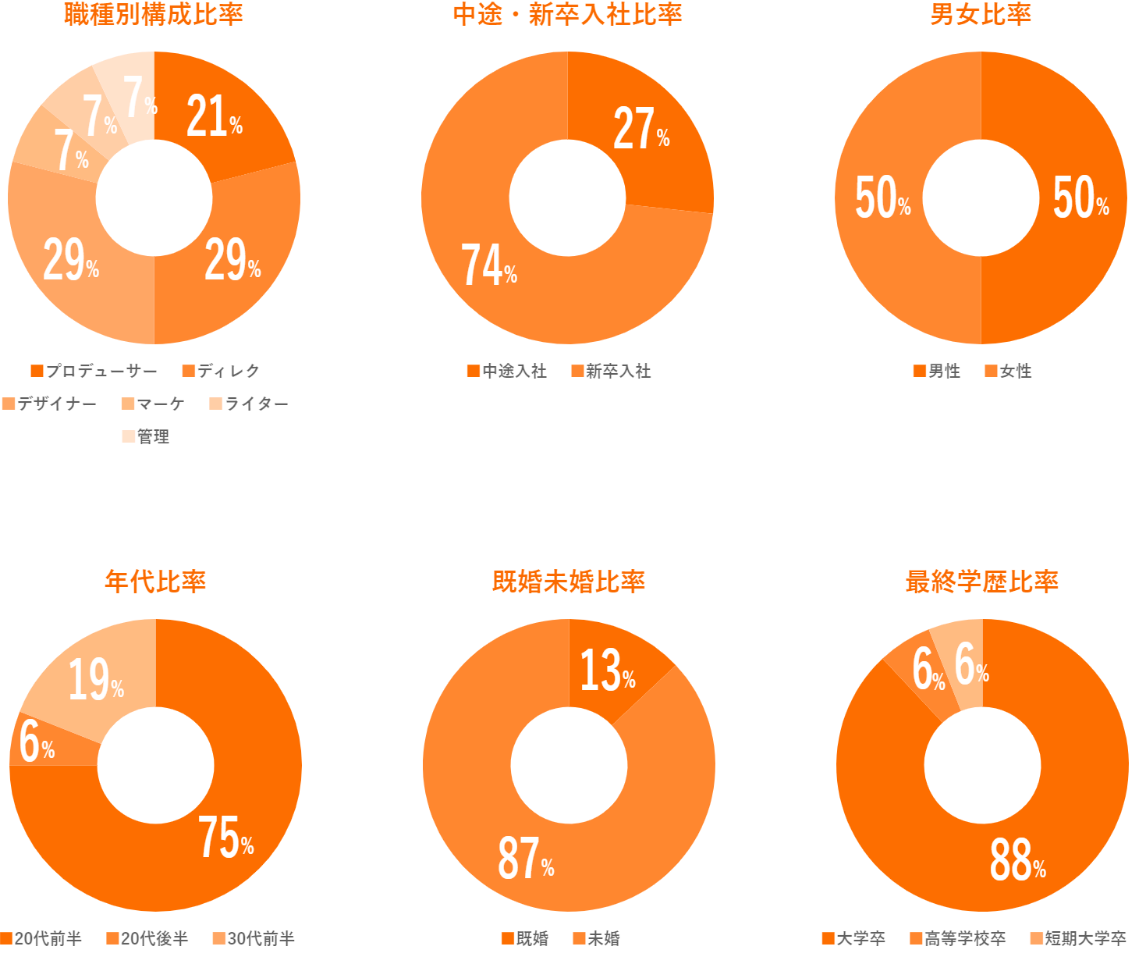 職種別構成比率
21%
29%
29%
7%
7%
7%
プロデューサー ディレク
デザイナー マーケ ライター
管理
中途・新卒入社比率
27%
74%
中途入社 新卒入社
男女比率
50%
50%
男性 女性
年代比率
75%
6%
19%
20代前半 20代後半 30代前半
既婚未婚比率
13%
87%
既婚 未婚
最終学歴比率
88%
6%
6%
大学卒 高等学校卒 短期大学卒